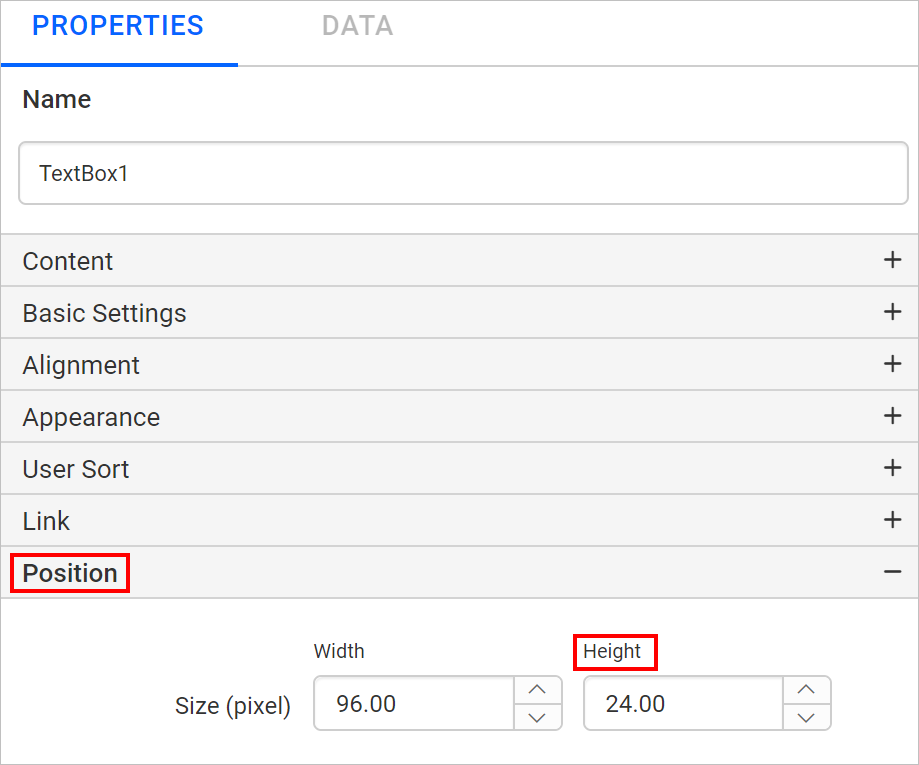 PROPERTIES DATA
Name
TextBox1
Content
Basic Settings
Alignment
Appearance
User Sort
Link
Position
Width Height
Size (pixel) 96.00 24.00